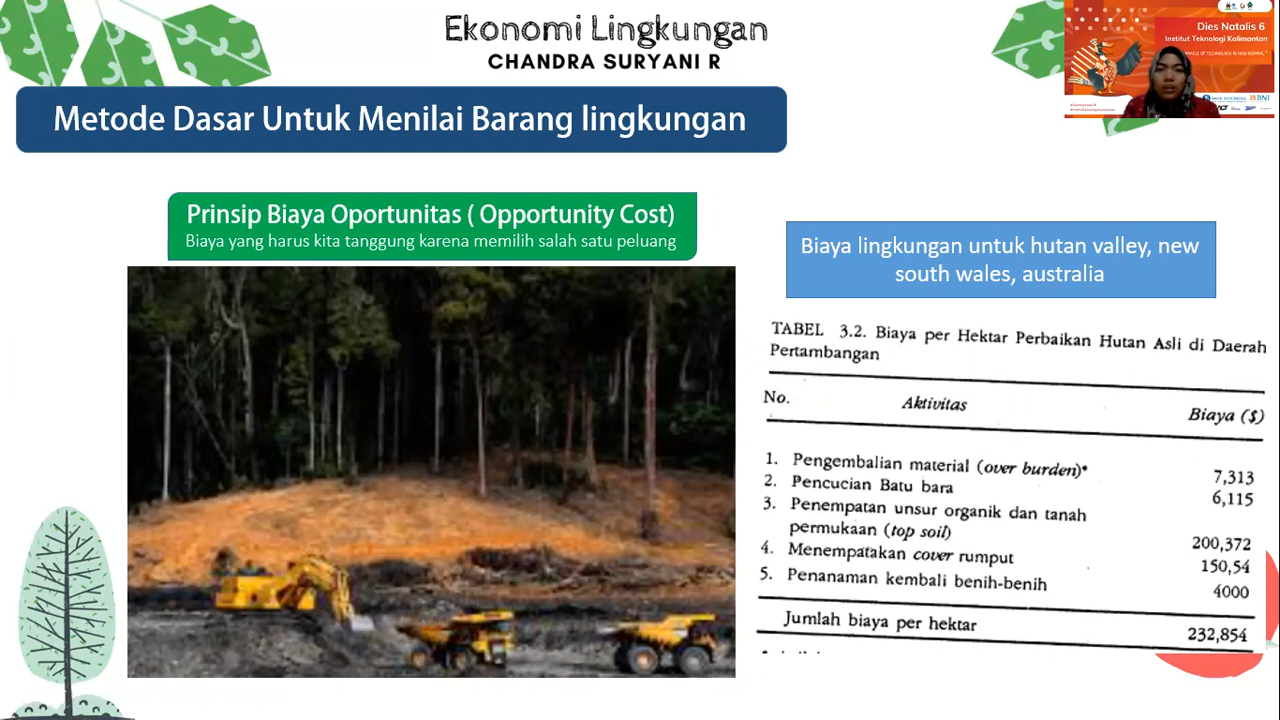 Ekonomi Lingkungan
CHANDRA SURYANI R
Dies Natalis 6
Institut Teknologi Kalimantan
Metode Dasar Untuk Menilai Barang lingkungan
Prinsip Biaya Oportunitas ( Opportunity Cost)
Biaya yang harus kita tanggung karena memilih salah satu peluang
Biaya lingkungan untuk hutan valley, new
south wales, australia
TABEL 3.2. Biaya per Hektar Perbaikan Hutan Asli di Daerah
Pertambangan
No. Aktivitas Biaya ($)
1. Pengembalian material (over burden)* 7,313
2. Pencucian Batu bara 6,115
3. Penempatan unsur organik dan tanah
permukaan (top soil) 200,372
4. Menempatakan cover rumput 150,54
5. Penanaman kembali benih-benih 4000
Jumlah biaya per hektar 232,854